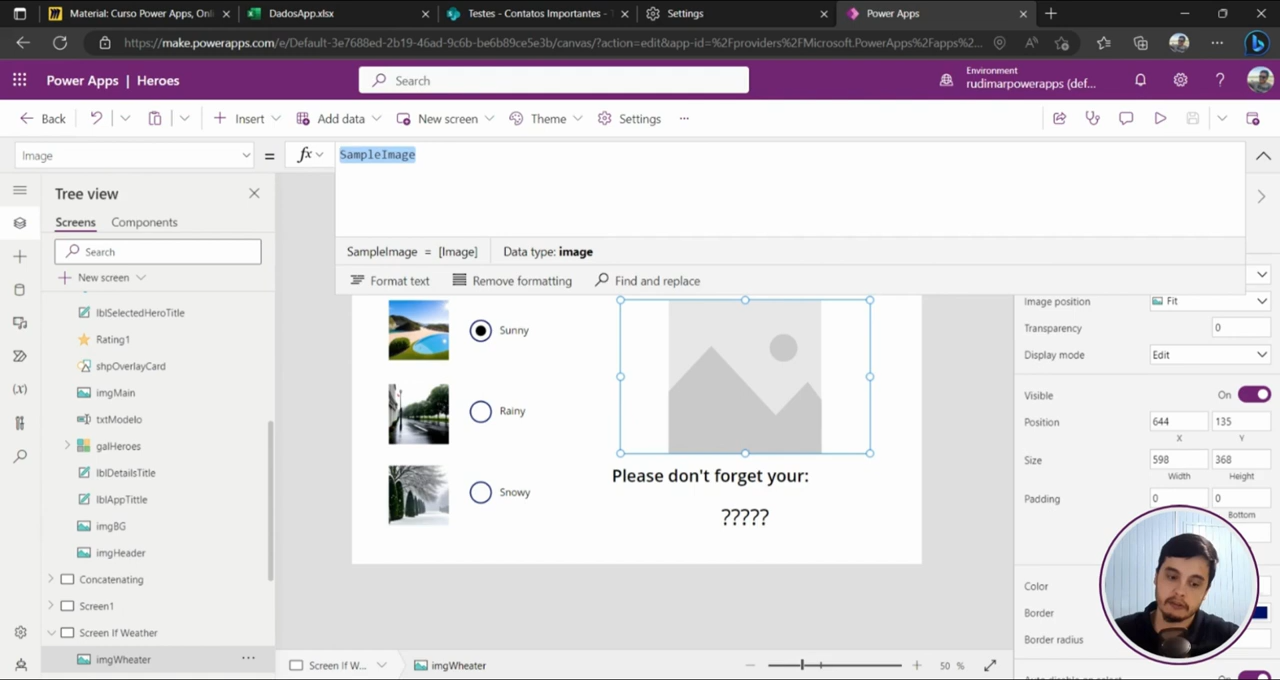 Material: Curso Power Apps, Onl
DadosApp.xlsx
Testes - Contatos Importantes -
Settings
Power Apps
https://make.powerapps.com/e/Default-3e7688ed-2b19-46ad-9c6b-be6b89ce5e3b/canvas/?action=edit&app-id=%2Fproviders%2FMicrosoft.PowerApps%2Fapps%2...
Power Apps | Heroes
Search
Environment
rudimarpowerapps (def...
Back
Insert
Add data
New screen
Theme
Settings
...
Image
=
fx
SampleImage
Tree view
Screens
Components
Search
New screen
SampleImage = [Image]
Data type: image
Format text
Remove formatting
Find and replace
lblSelectedHeroTitle
Rating1
shpOverlayCard
imgMain
txtModelo
galHeroes
lblDetailsTitle
lblAppTittle
imgBG
imgHeader
Concatenating
Screen1
Screen If Weather
imgWheater
Sunny
Rainy
Snowy
Please don't forget your:
?????
Image position
Fit
Transparency
0
Display mode
Edit
Visible
On
Position
644
135
X
Y
Size
598
368
Width
Height
Padding
0
0
Bottom
Color
Border
Border radius
Auto disable on select
Screen If W...
imgWheater
50 %